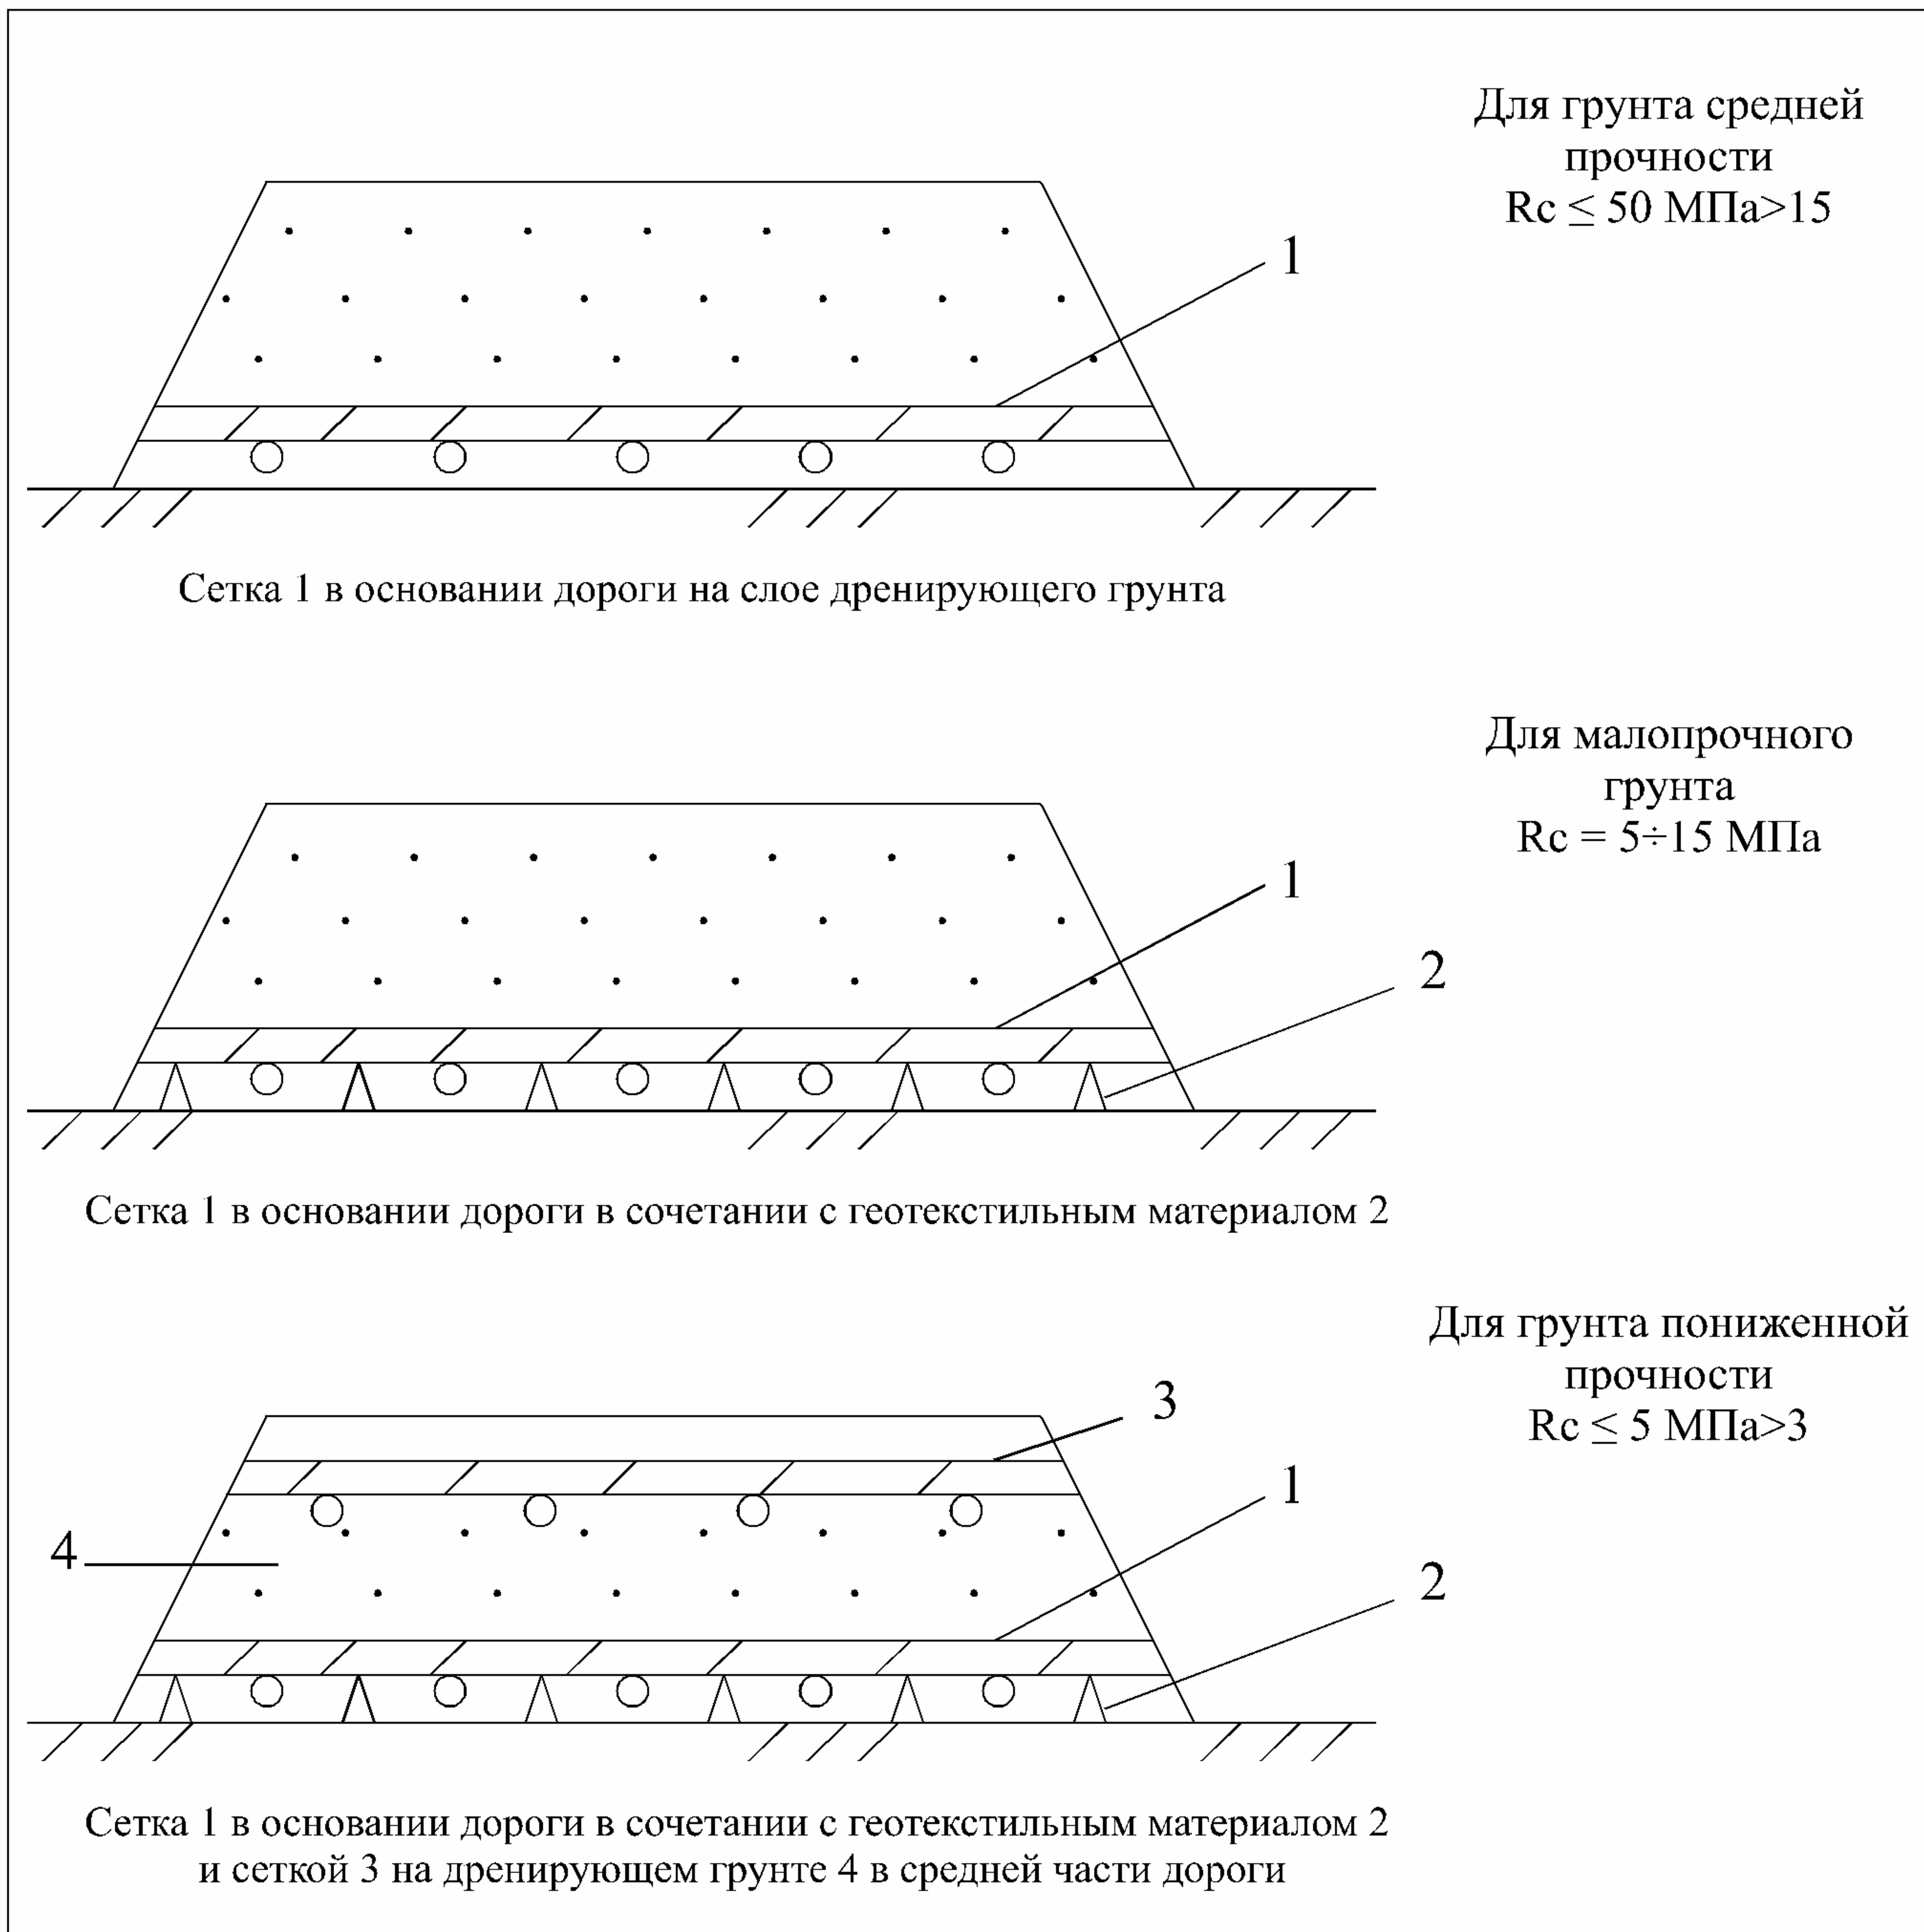 Для грунта средней
прочности
Rc ≤ 50 МПа>15
1
Сетка 1 в основании дороги на слое дренирующего грунта
Для малопрочного
грунта
Rc = 5÷15 МПа
1
2
Сетка 1 в основании дороги в сочетании с геотекстильным материалом 2
Для грунта пониженной
прочности
Rc ≤ 5 МПа>3
3
1
4
2
Сетка 1 в основании дороги в сочетании с геотекстильным материалом 2
и сеткой 3 на дренирующем грунте 4 в средней части дороги